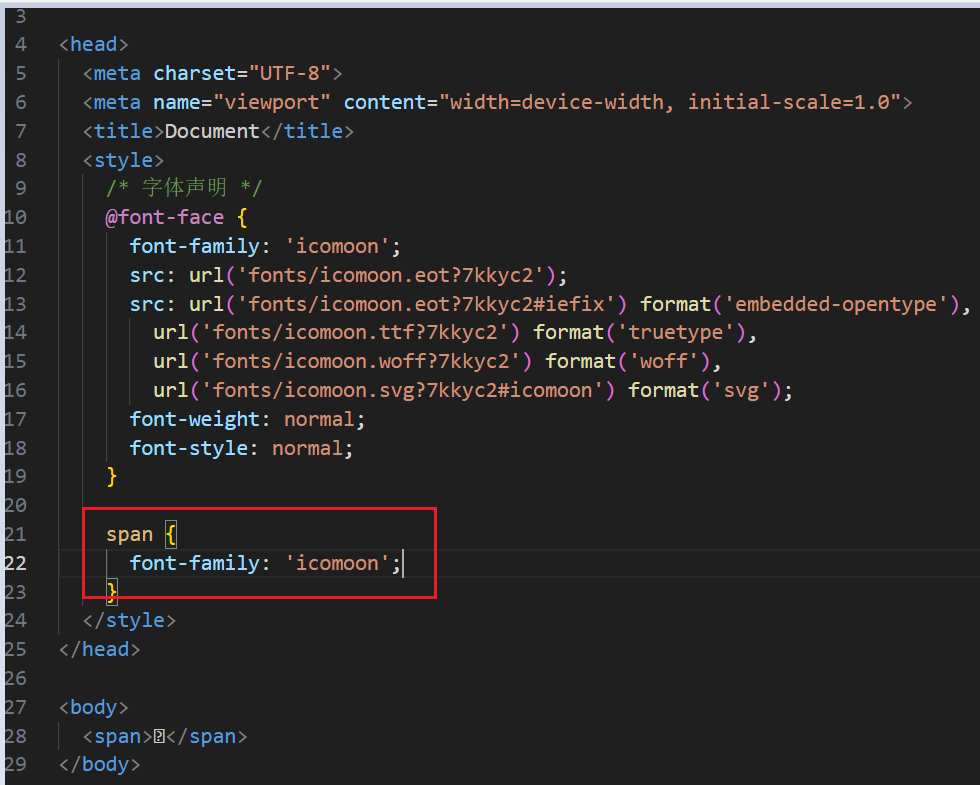 3
4 <head>
5 <meta charset="UTF-8">
6 <meta name="viewport" content="width=device-width, initial-scale=1.0">
7 <title>Document</title>
8 <style>
9 /* 字体声明 */
10 @font-face {
11 font-family: 'icomoon';
12 src: url('fonts/icomoon.eot?7kkyc2');
13 src: url('fonts/icomoon.eot?7kkyc2#iefix') format('embedded-opentype'),
14 url('fonts/icomoon.ttf?7kkyc2') format('truetype'),
15 url('fonts/icomoon.woff?7kkyc2') format('woff'),
16 url('fonts/icomoon.svg?7kkyc2#icomoon') format('svg');
17 font-weight: normal;
18 font-style: normal;
19 }
20
21 span {
22 font-family: 'icomoon';
23 }
24 </style>
25 </head>
26
27 <body>
28 <span></span>
29 </body>